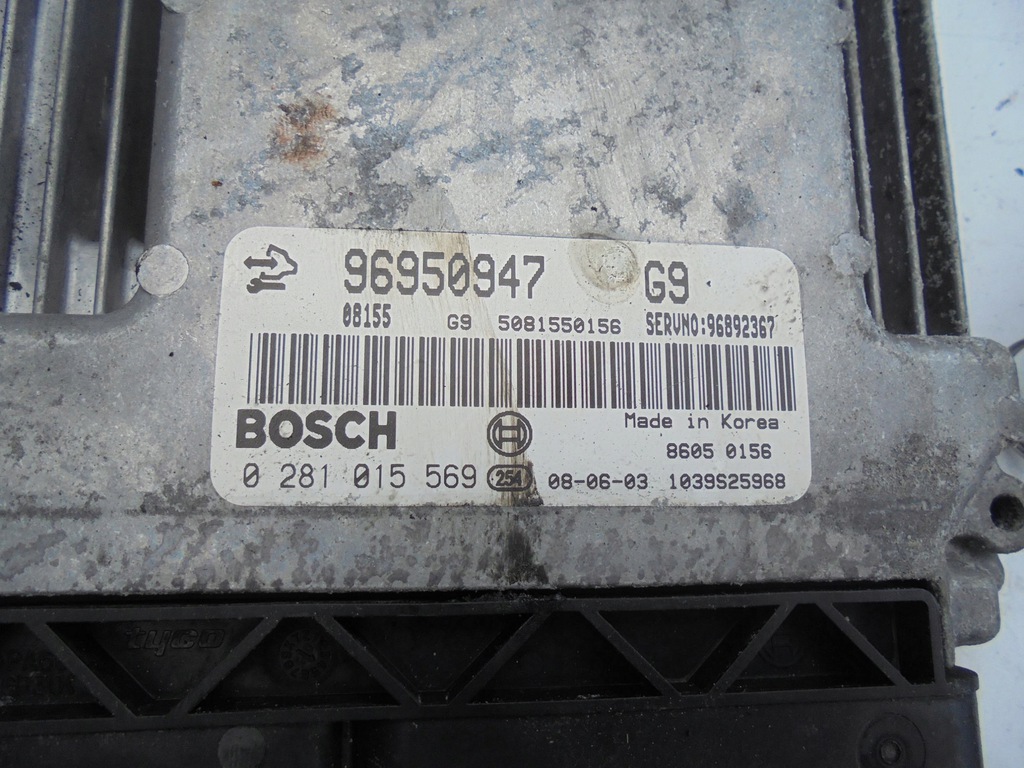 96950947 G9
08155 G9 5081550156 SERVNO:96892367
BOSCH Made in Korea
8605 0156
0 281 015 569 254 08-06-03 1039S25968
tyco